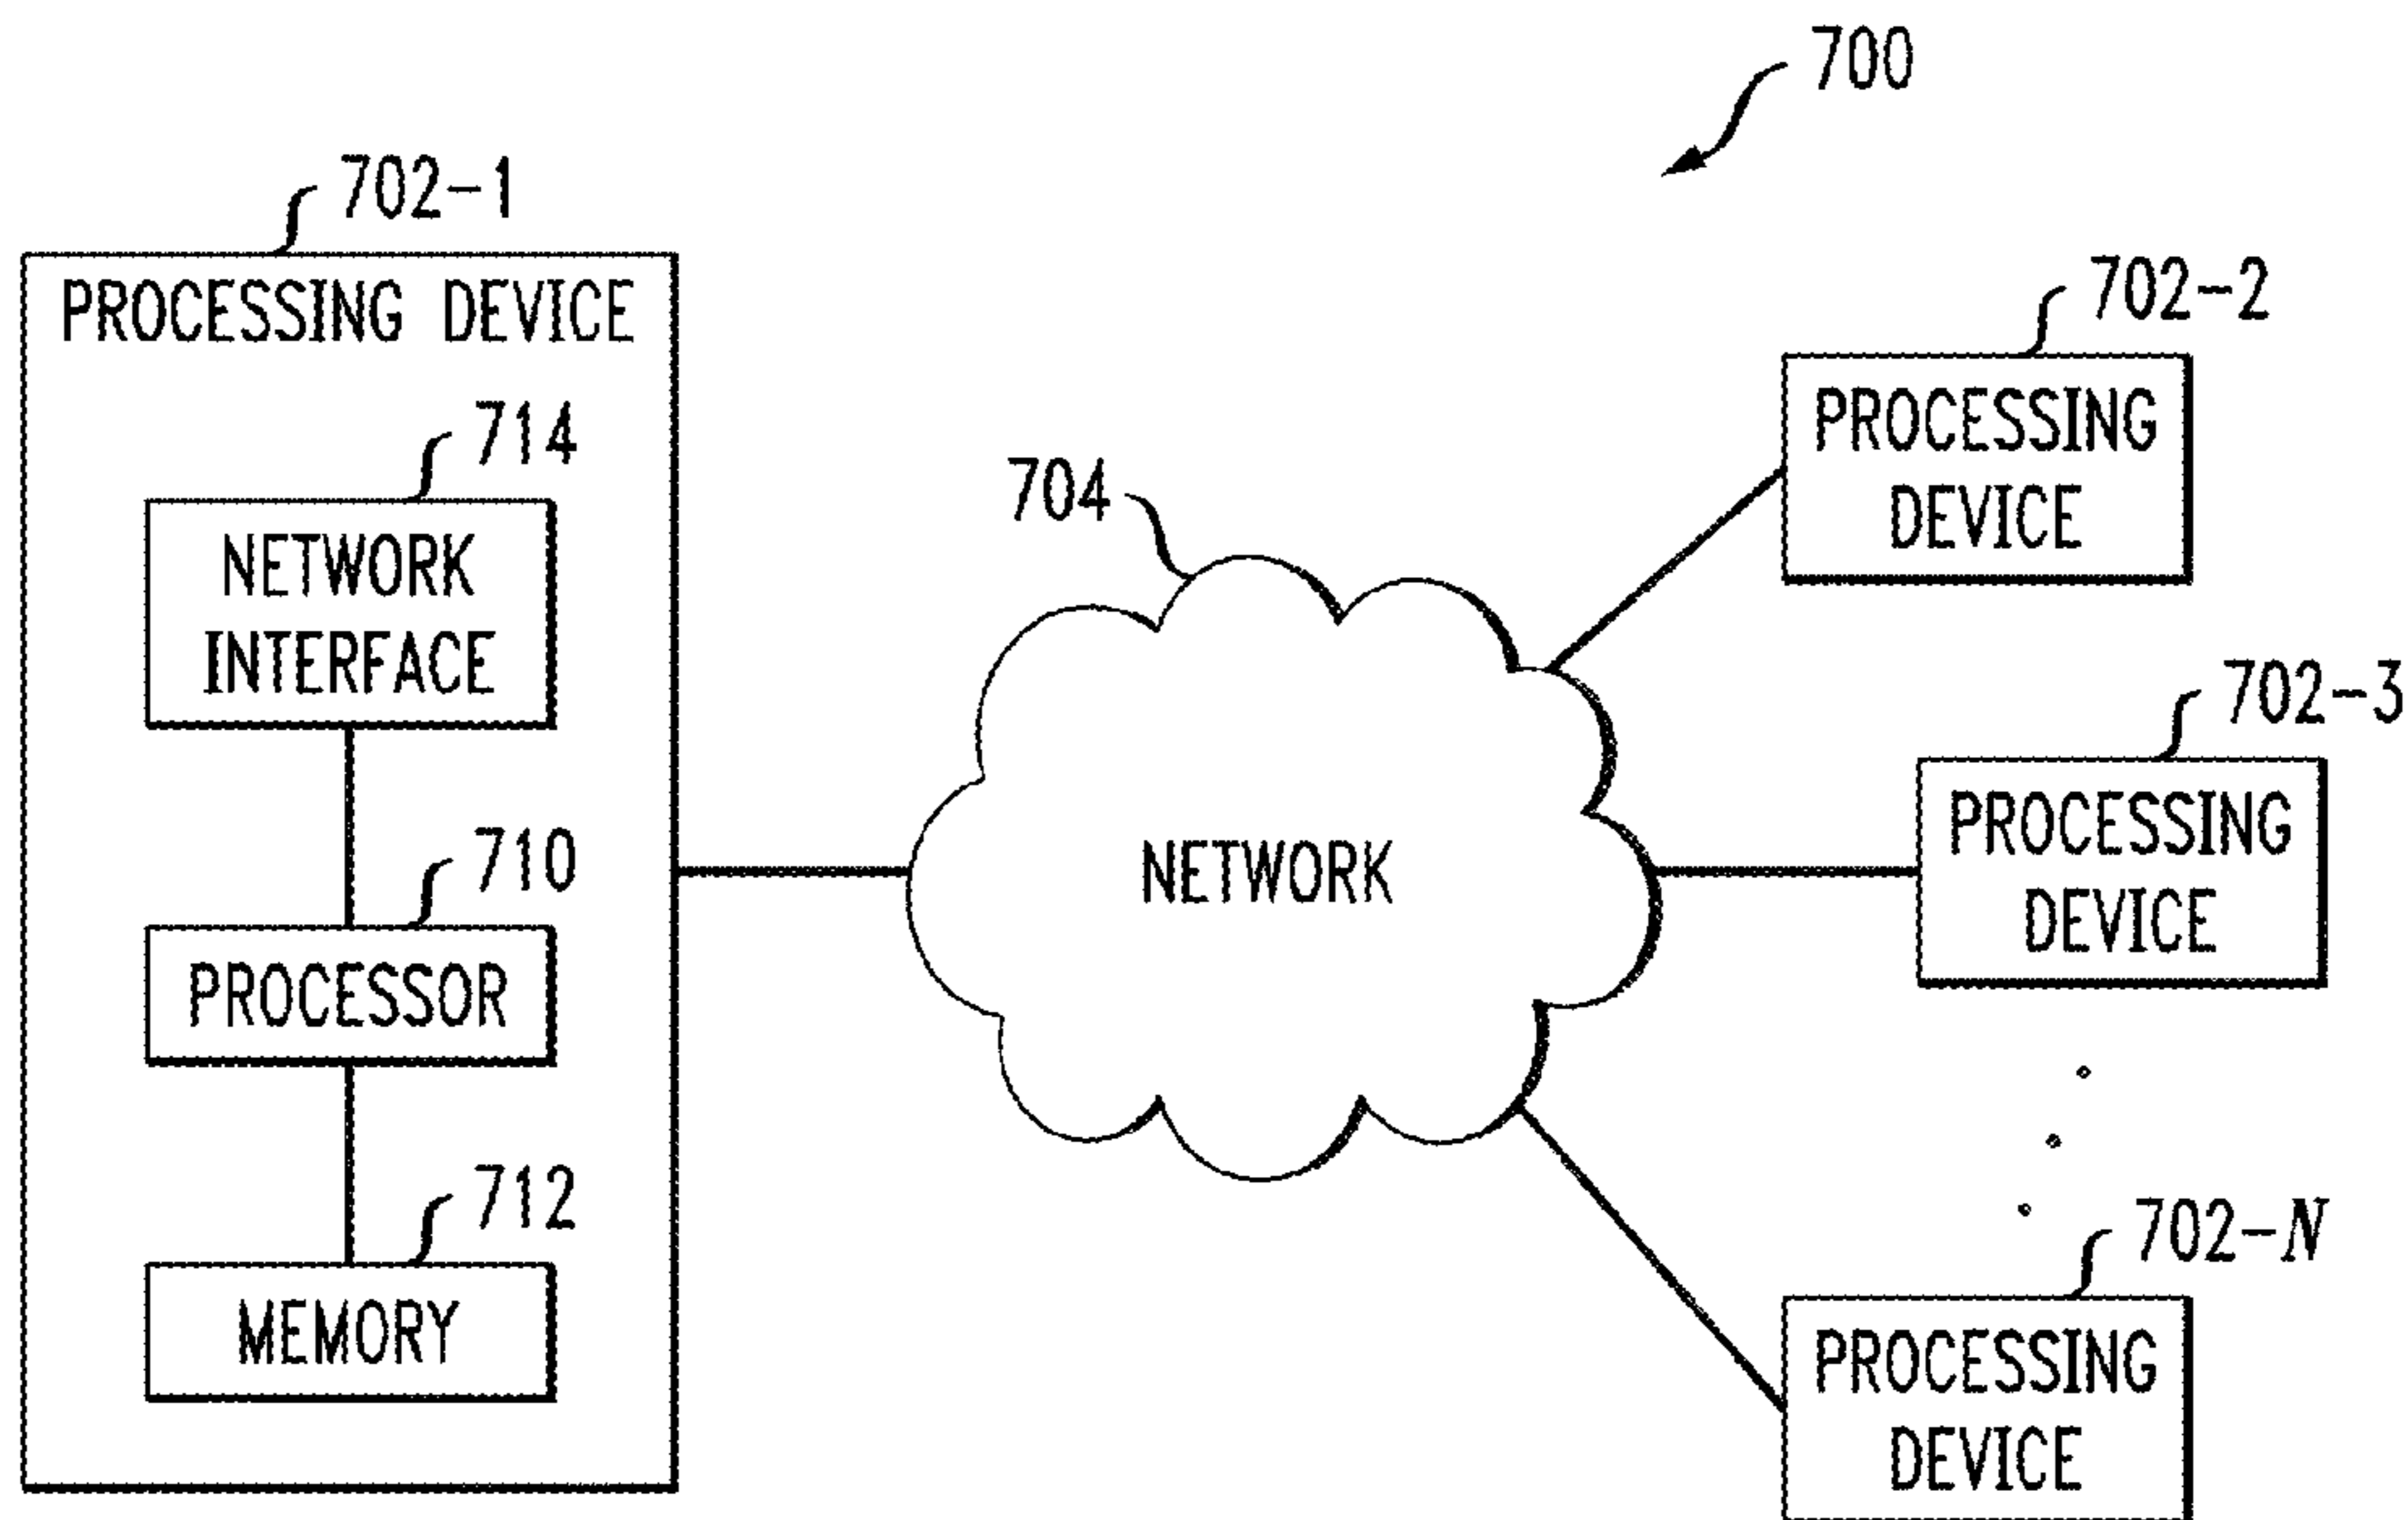 700
702-1
PROCESSING DEVICE
714
NETWORK
INTERFACE
710
PROCESSOR
712
MEMORY
704
NETWORK
702-2
PROCESSING
DEVICE
702-3
PROCESSING
DEVICE
702-N
PROCESSING
DEVICE